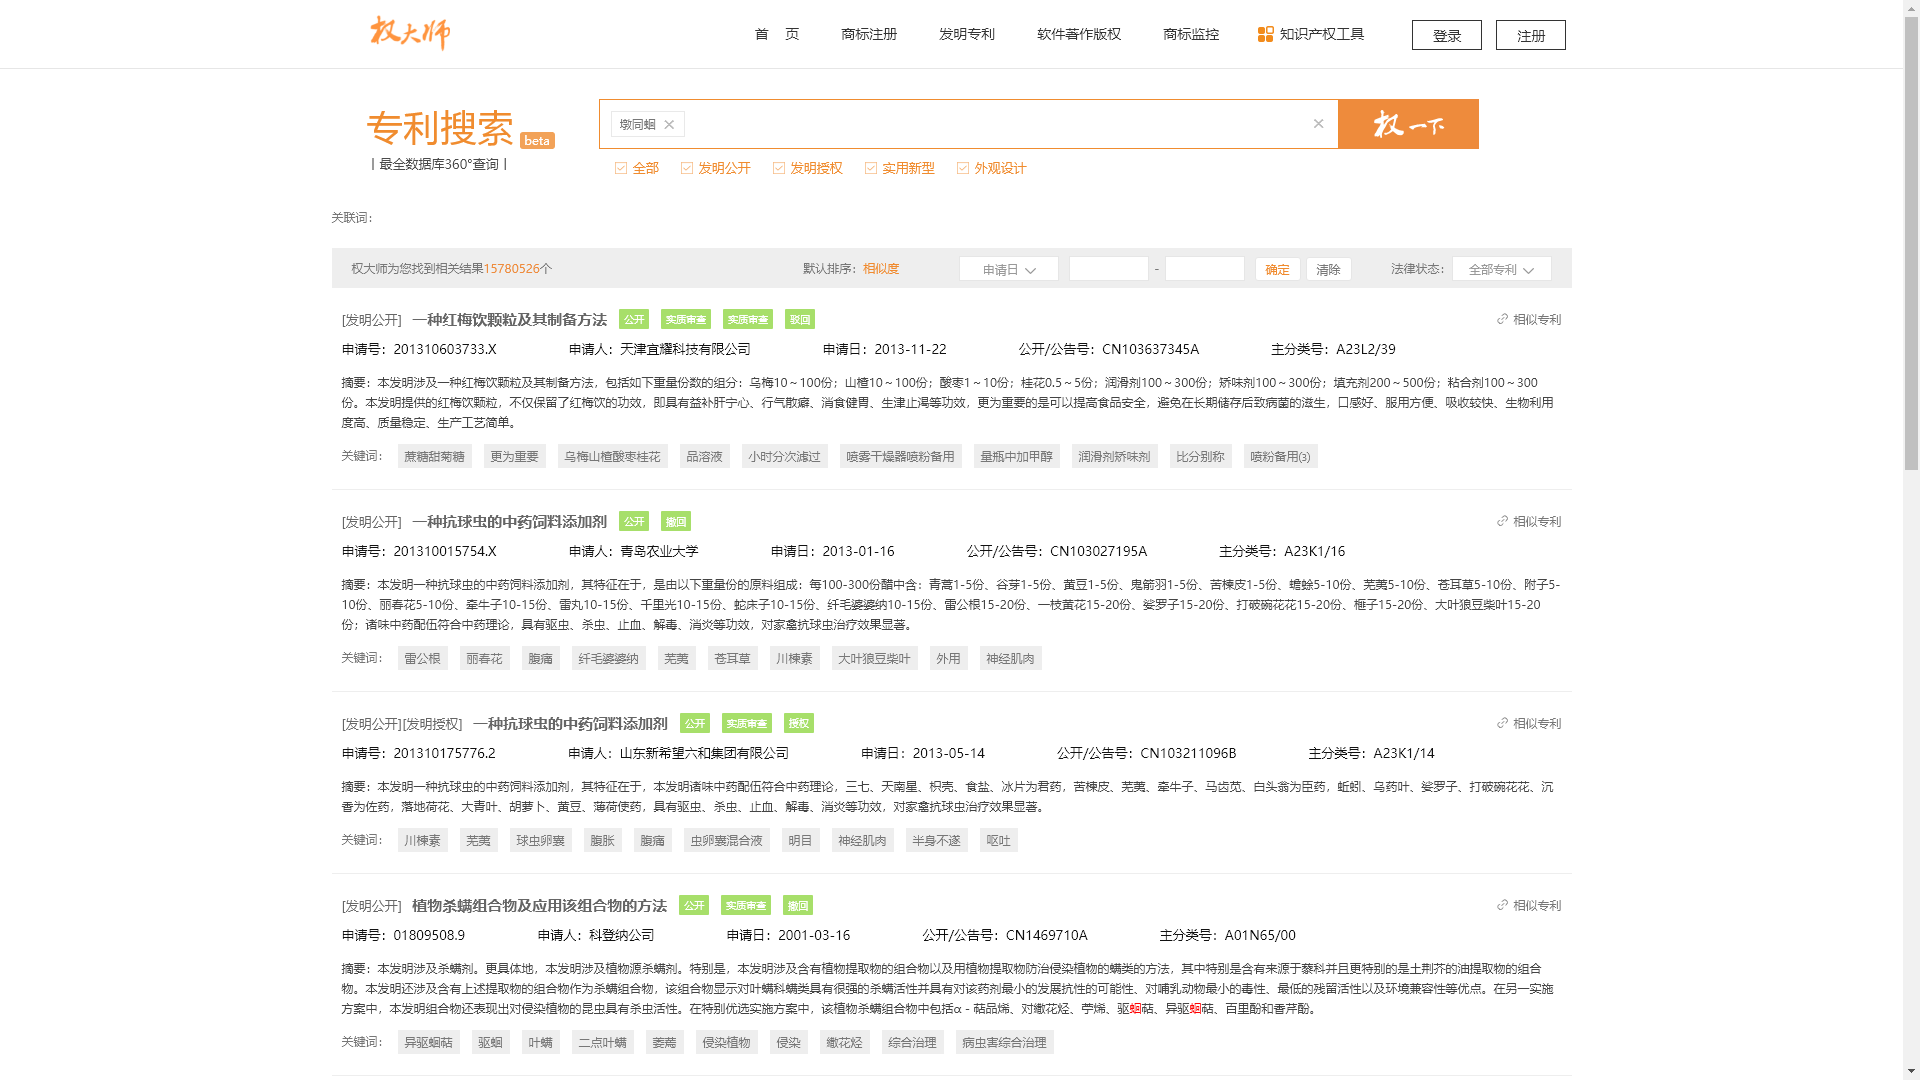 权大师
首 页 商标注册 发明专利 软件著作版权 商标监控 知识产权工具 登录 注册
专利搜索 beta
|最全数据库360°查询|
墩同蛔 × × 权一下
全部 发明公开 发明授权 实用新型 外观设计
关联词：
权大师为您找到相关结果15780526个 默认排序：相似度 申请日 - 确定 清除 法律状态： 全部专利
[发明公开] 一种红梅饮颗粒及其制备方法 公开 实质审查 实质审查 驳回 相似专利
申请号：201310603733.X 申请人：天津宜耀科技有限公司 申请日：2013-11-22 公开/公告号：CN103637345A 主分类号：A23L2/39
摘要：本发明涉及一种红梅饮颗粒及其制备方法，包括如下重量份数的组分：乌梅10～100份；山楂10～100份；酸枣1～10份；桂花0.5～5份；润滑剂100～300份；矫味剂100～300份；填充剂200～500份；粘合剂100～300
份。本发明提供的红梅饮颗粒，不仅保留了红梅饮的功效，即具有益补肝宁心、行气散瘀、消食健胃、生津止渴等功效，更为重要的是可以提高食品安全，避免在长期储存后致病菌的滋生，口感好、服用方便、吸收较快、生物利用
度高、质量稳定、生产工艺简单。
关键词： 蔗糖甜菊糖 更为重要 乌梅山楂酸枣桂花 品溶液 小时分次滤过 喷雾干燥器喷粉备用 量瓶中加甲醇 润滑剂矫味剂 比分别称 喷粉备用(3)
[发明公开] 一种抗球虫的中药饲料添加剂 公开 撤回 相似专利
申请号：201310015754.X 申请人：青岛农业大学 申请日：2013-01-16 公开/公告号：CN103027195A 主分类号：A23K1/16
摘要：本发明一种抗球虫的中药饲料添加剂，其特征在于，是由以下重量份的原料组成：每100-300份醋中含：青蒿1-5份、谷芽1-5份、黄豆1-5份、鬼箭羽1-5份、苦楝皮1-5份、蟾蜍5-10份、芜荑5-10份、苍耳草5-10份、附子5-
10份、丽春花5-10份、牵牛子10-15份、雷丸10-15份、千里光10-15份、蛇床子10-15份、纤毛婆婆纳10-15份、雷公根15-20份、一枝黄花15-20份、娑罗子15-20份、打破碗花花15-20份、榧子15-20份、大叶狼豆柴叶15-20
份；诸味中药配伍符合中药理论，具有驱虫、杀虫、止血、解毒、消炎等功效，对家禽抗球虫治疗效果显著。
关键词： 雷公根 丽春花 腹痛 纤毛婆婆纳 芜荑 苍耳草 川楝素 大叶狼豆柴叶 外用 神经肌肉
[发明公开][发明授权] 一种抗球虫的中药饲料添加剂 公开 实质审查 授权 相似专利
申请号：201310175776.2 申请人：山东新希望六和集团有限公司 申请日：2013-05-14 公开/公告号：CN103211096B 主分类号：A23K1/14
摘要：本发明一种抗球虫的中药饲料添加剂，其特征在于，本发明诸味中药配伍符合中药理论，三七、天南星、枳壳、食盐、冰片为君药，苦楝皮、芜荑、牵牛子、马齿苋、白头翁为臣药，蚯蚓、乌药叶、娑罗子、打破碗花花、沉
香为佐药，落地荷花、大青叶、胡萝卜、黄豆、薄荷使药，具有驱虫、杀虫、止血、解毒、消炎等功效，对家禽抗球虫治疗效果显著。
关键词： 川楝素 芜荑 球虫卵囊 腹胀 腹痛 虫卵囊混合液 明目 神经肌肉 半身不遂 呕吐
[发明公开] 植物杀螨组合物及应用该组合物的方法 公开 实质审查 撤回 相似专利
申请号：01809508.9 申请人：科登纳公司 申请日：2001-03-16 公开/公告号：CN1469710A 主分类号：A01N65/00
摘要：本发明涉及杀螨剂。更具体地，本发明涉及植物源杀螨剂。特别是，本发明涉及含有植物提取物的组合物以及用植物提取物防治侵染植物的螨类的方法，其中特别是含有来源于藜科并且更特别的是土荆芥的油提取物的组合
物。本发明还涉及含有上述提取物的组合物作为杀螨组合物，该组合物显示对叶螨科螨类具有很强的杀螨活性并具有对该药剂最小的发展抗性的可能性、对哺乳动物最小的毒性、最低的残留活性以及环境兼容性等优点。在另一实施
方案中，本发明组合物还表现出对侵染植物的昆虫具有杀虫活性。在特别优选实施方案中，该植物杀螨组合物中包括α－萜品烯、对繖花烃、苧烯、驱蛔萜、异驱蛔萜、百里酚和香芹酚。
关键词： 异驱蛔萜 驱蛔 叶螨 二点叶螨 萎蔫 侵染植物 侵染 繖花烃 综合治理 病虫害综合治理